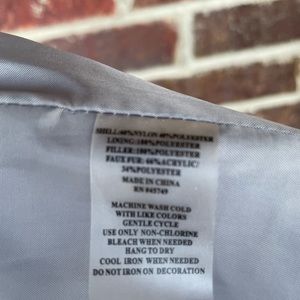 SHELL:60%NYLON 40%POLYESTER
LINING:100%POLYESTER
FILLER:100%POLYESTER
FAUX FUR: 66%ACRYLIC/
34%POLYESTER
MADE IN CHINA
RN #45749
MACHINE WASH COLD
WITH LIKE COLORS
GENTLE CYCLE
USE ONLY NON-CHLORINE
BLEACH WHEN NEEDED
HANG TO DRY
COOL IRON WHEN NEEDED
DO NOT IRON ON DECORATION